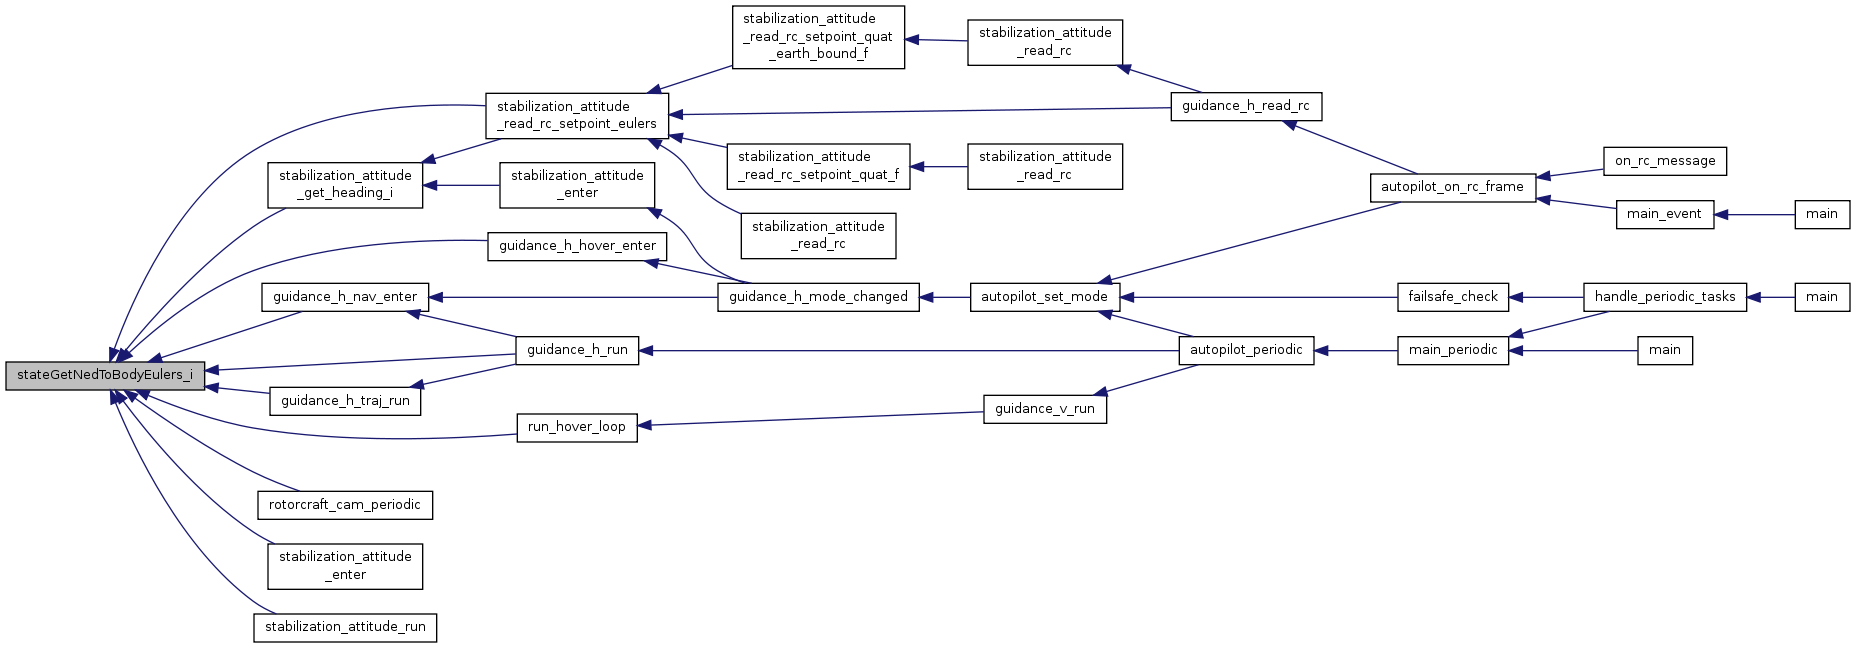 stabilization_attitude
_read_rc_setpoint_quat
_earth_bound_f
stabilization_attitude
_read_rc
stabilization_attitude
_read_rc_setpoint_eulers
guidance_h_read_rc
stabilization_attitude
_read_rc_setpoint_quat_f
stabilization_attitude
_read_rc
on_rc_message
stabilization_attitude
_get_heading_i
stabilization_attitude
_enter
autopilot_on_rc_frame
main_event
main
stabilization_attitude
_read_rc
guidance_h_hover_enter
guidance_h_nav_enter
guidance_h_mode_changed
autopilot_set_mode
failsafe_check
handle_periodic_tasks
main
guidance_h_run
autopilot_periodic
main_periodic
main
stateGetNedToBodyEulers_i
guidance_h_traj_run
guidance_v_run
run_hover_loop
rotorcraft_cam_periodic
stabilization_attitude
_enter
stabilization_attitude_run